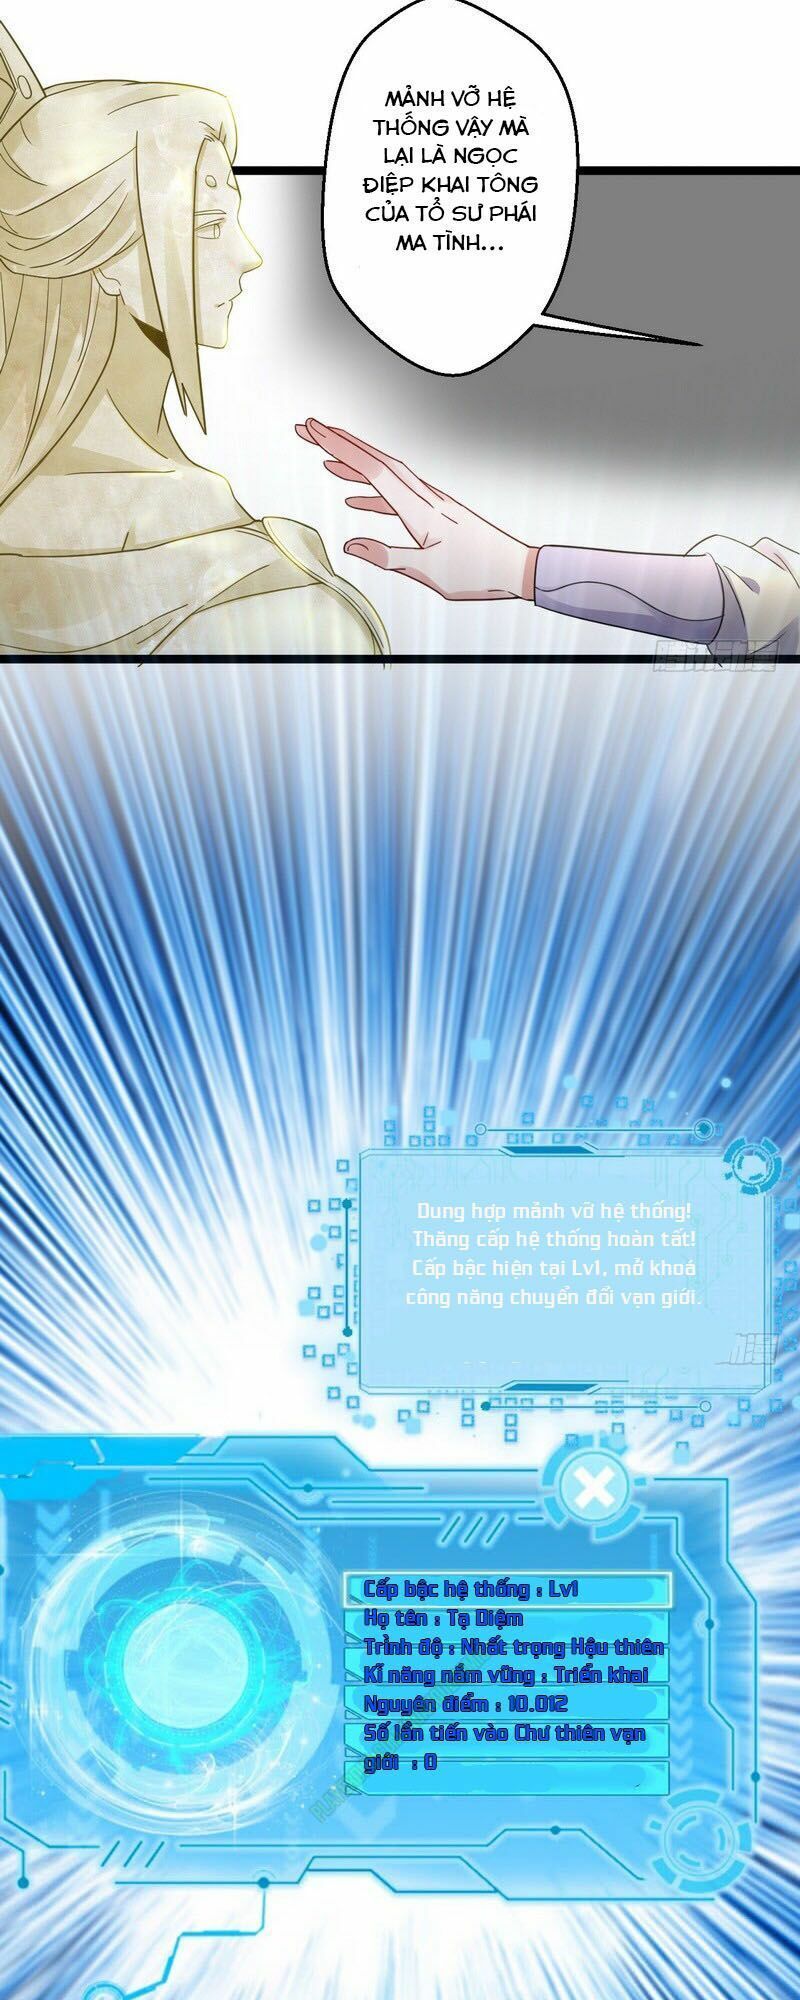 MẢNH VỠ HỆ
THỐNG VẬY MÀ
LẠI LÀ NGỌC
ĐIỆP KHAI TÔNG
CỦA TỔ SƯ PHÁI
MA TÌNH...
Dung hợp mảnh vỡ hệ thống!
Thăng cấp hệ thống hoàn tất!
Cấp bậc hiện tại Lv1, mở khoá
công năng chuyển đổi vạn giới.
Cấp bậc hệ thống : Lv1
Họ tên : Tạ Diệm
Trình độ : Nhất trọng Hậu thiên
Kĩ năng nắm vững : Triển khai
Nguyên điểm : 10.012
Số lần tiến vào Chư thiên vạn
giới : 0